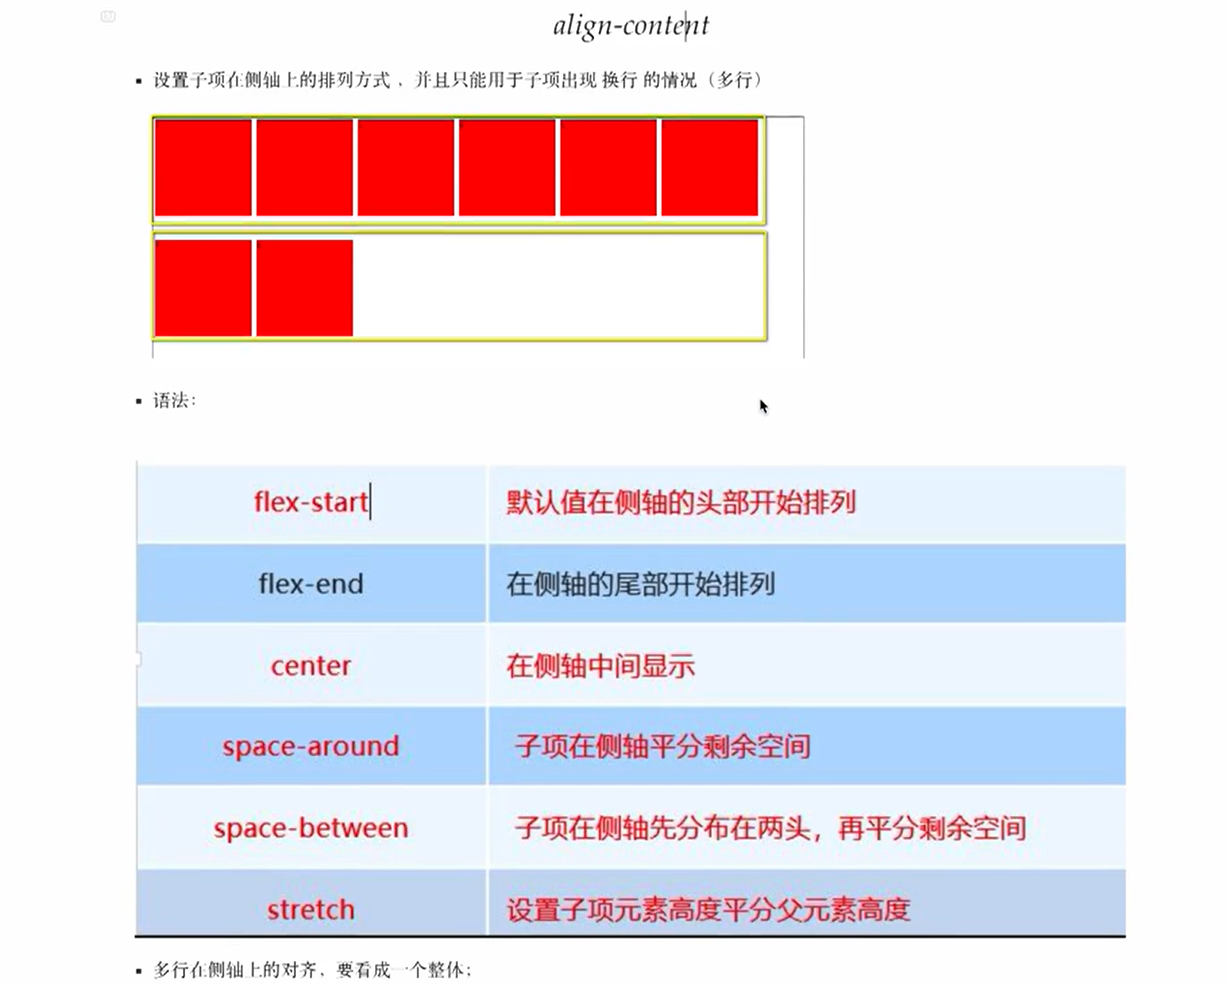 align-content
▪ 设置子项在侧轴上的排列方式 ，并且只能用于子项出现 换行 的情况（多行）
▪ 语法：
flex-start 默认值在侧轴的头部开始排列
flex-end 在侧轴的尾部开始排列
center 在侧轴中间显示
space-around 子项在侧轴平分剩余空间
space-between 子项在侧轴先分布在两头，再平分剩余空间
stretch 设置子项元素高度平分父元素高度
▪ 多行在侧轴上的对齐，要看成一个整体；